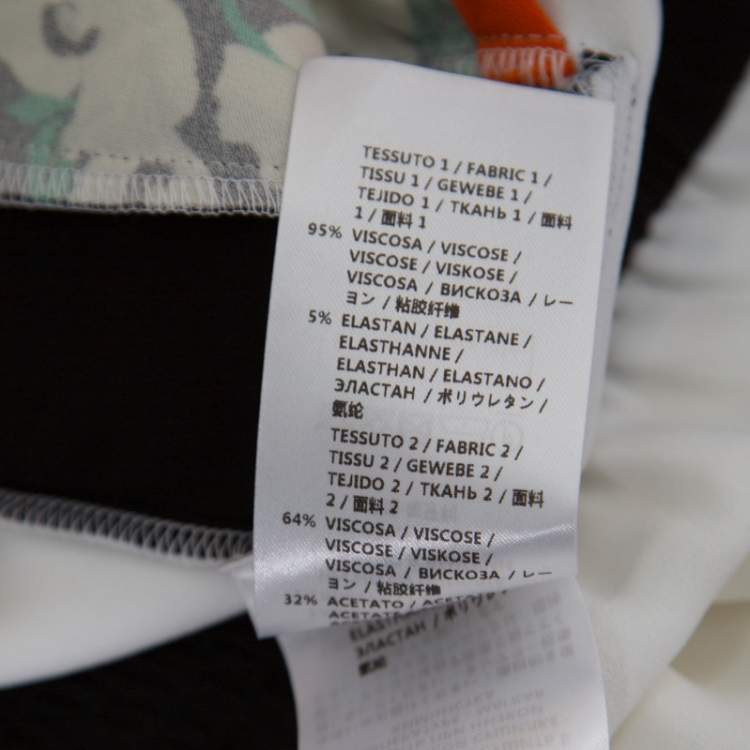 TESSUTO 1 / FABRIC 1 /
TISSU 1 / GEWEBE 1 /
TEJIDO 1 / ТКАНЬ 1 / 面料
1 / 面料 1
95% VISCOSA / VISCOSE /
VISCOSE / VISKOSE /
VISCOSA / ВИСКОЗА / レー
ヨン / 粘胶纤维
5% ELASTAN / ELASTANE /
ELASTHANNE /
ELASTHAN / ELASTANO /
ЭЛАСТАН / ポリウレタン /
氨纶
TESSUTO 2 / FABRIC 2 /
TISSU 2 / GEWEBE 2 /
TEJIDO 2 / ТКАНЬ 2 / 面料
2 / 面料 2
64% VISCOSA / VISCOSE /
VISCOSE / VISKOSE /
VISCOSA / ВИСКОЗА / レー
ヨン / 粘胶纤维
32% ACETATO /
ЭЛАСТАН /
氨纶